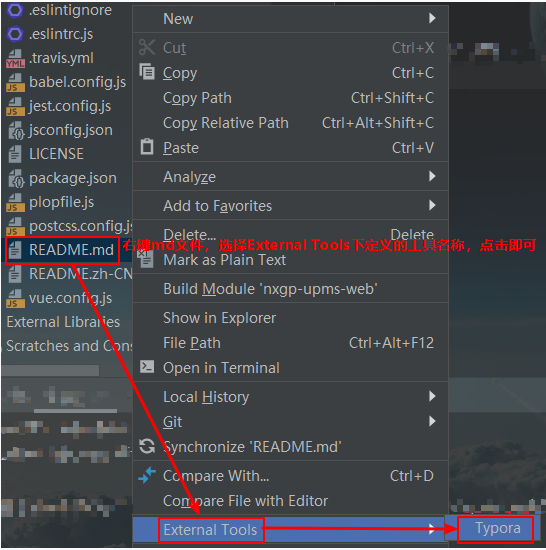 .eslintignore
.eslintrc.js
.travis.yml
babel.config.js
jest.config.js
jsconfig.json
LICENSE
package.json
plopfile.js
postcss.config.js
README.md
README.zh-CN
vue.config.js
External Libraries
Scratches and Cons
New
Cut Ctrl+X
Copy Ctrl+C
Copy Path Ctrl+Shift+C
Copy Relative Path Ctrl+Alt+Shift+C
Paste Ctrl+V
Analyze
Add to Favorites
Delete... Delete
右键md文件，选择External Tools下定义的工具名称，点击即可
Mark as Plain Text
Build Module 'nxgp-upms-web'
Show in Explorer
File Path Ctrl+Alt+F12
Open in Terminal
Local History
Git
Synchronize 'README.md'
Compare With... Ctrl+D
Compare File with Editor
External Tools
Typora